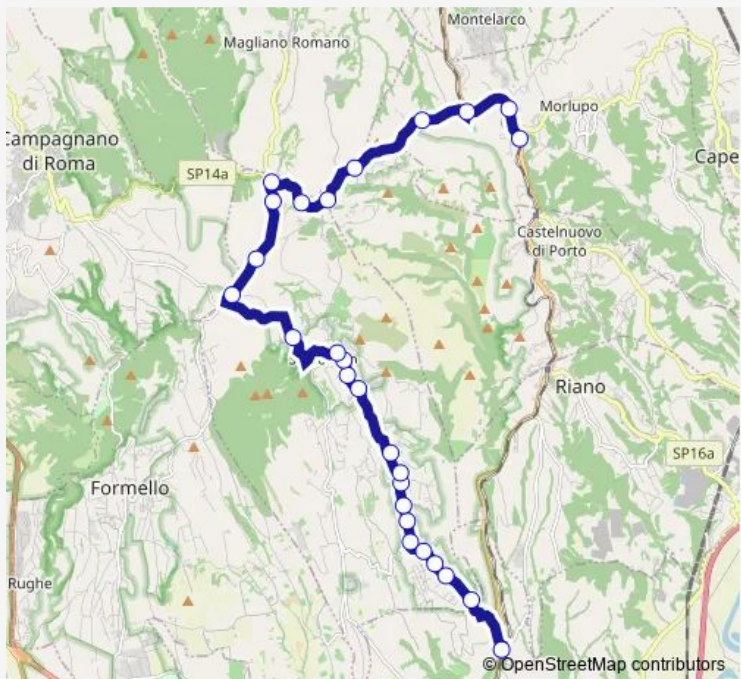 Montelarco
Magliano Romano
Morlupo
Campagnano
di Roma
SP14a
Cape
Castelnuovo
di Porto
Riano
SP16a
Formello
Rughe
© OpenStreetMap contributors